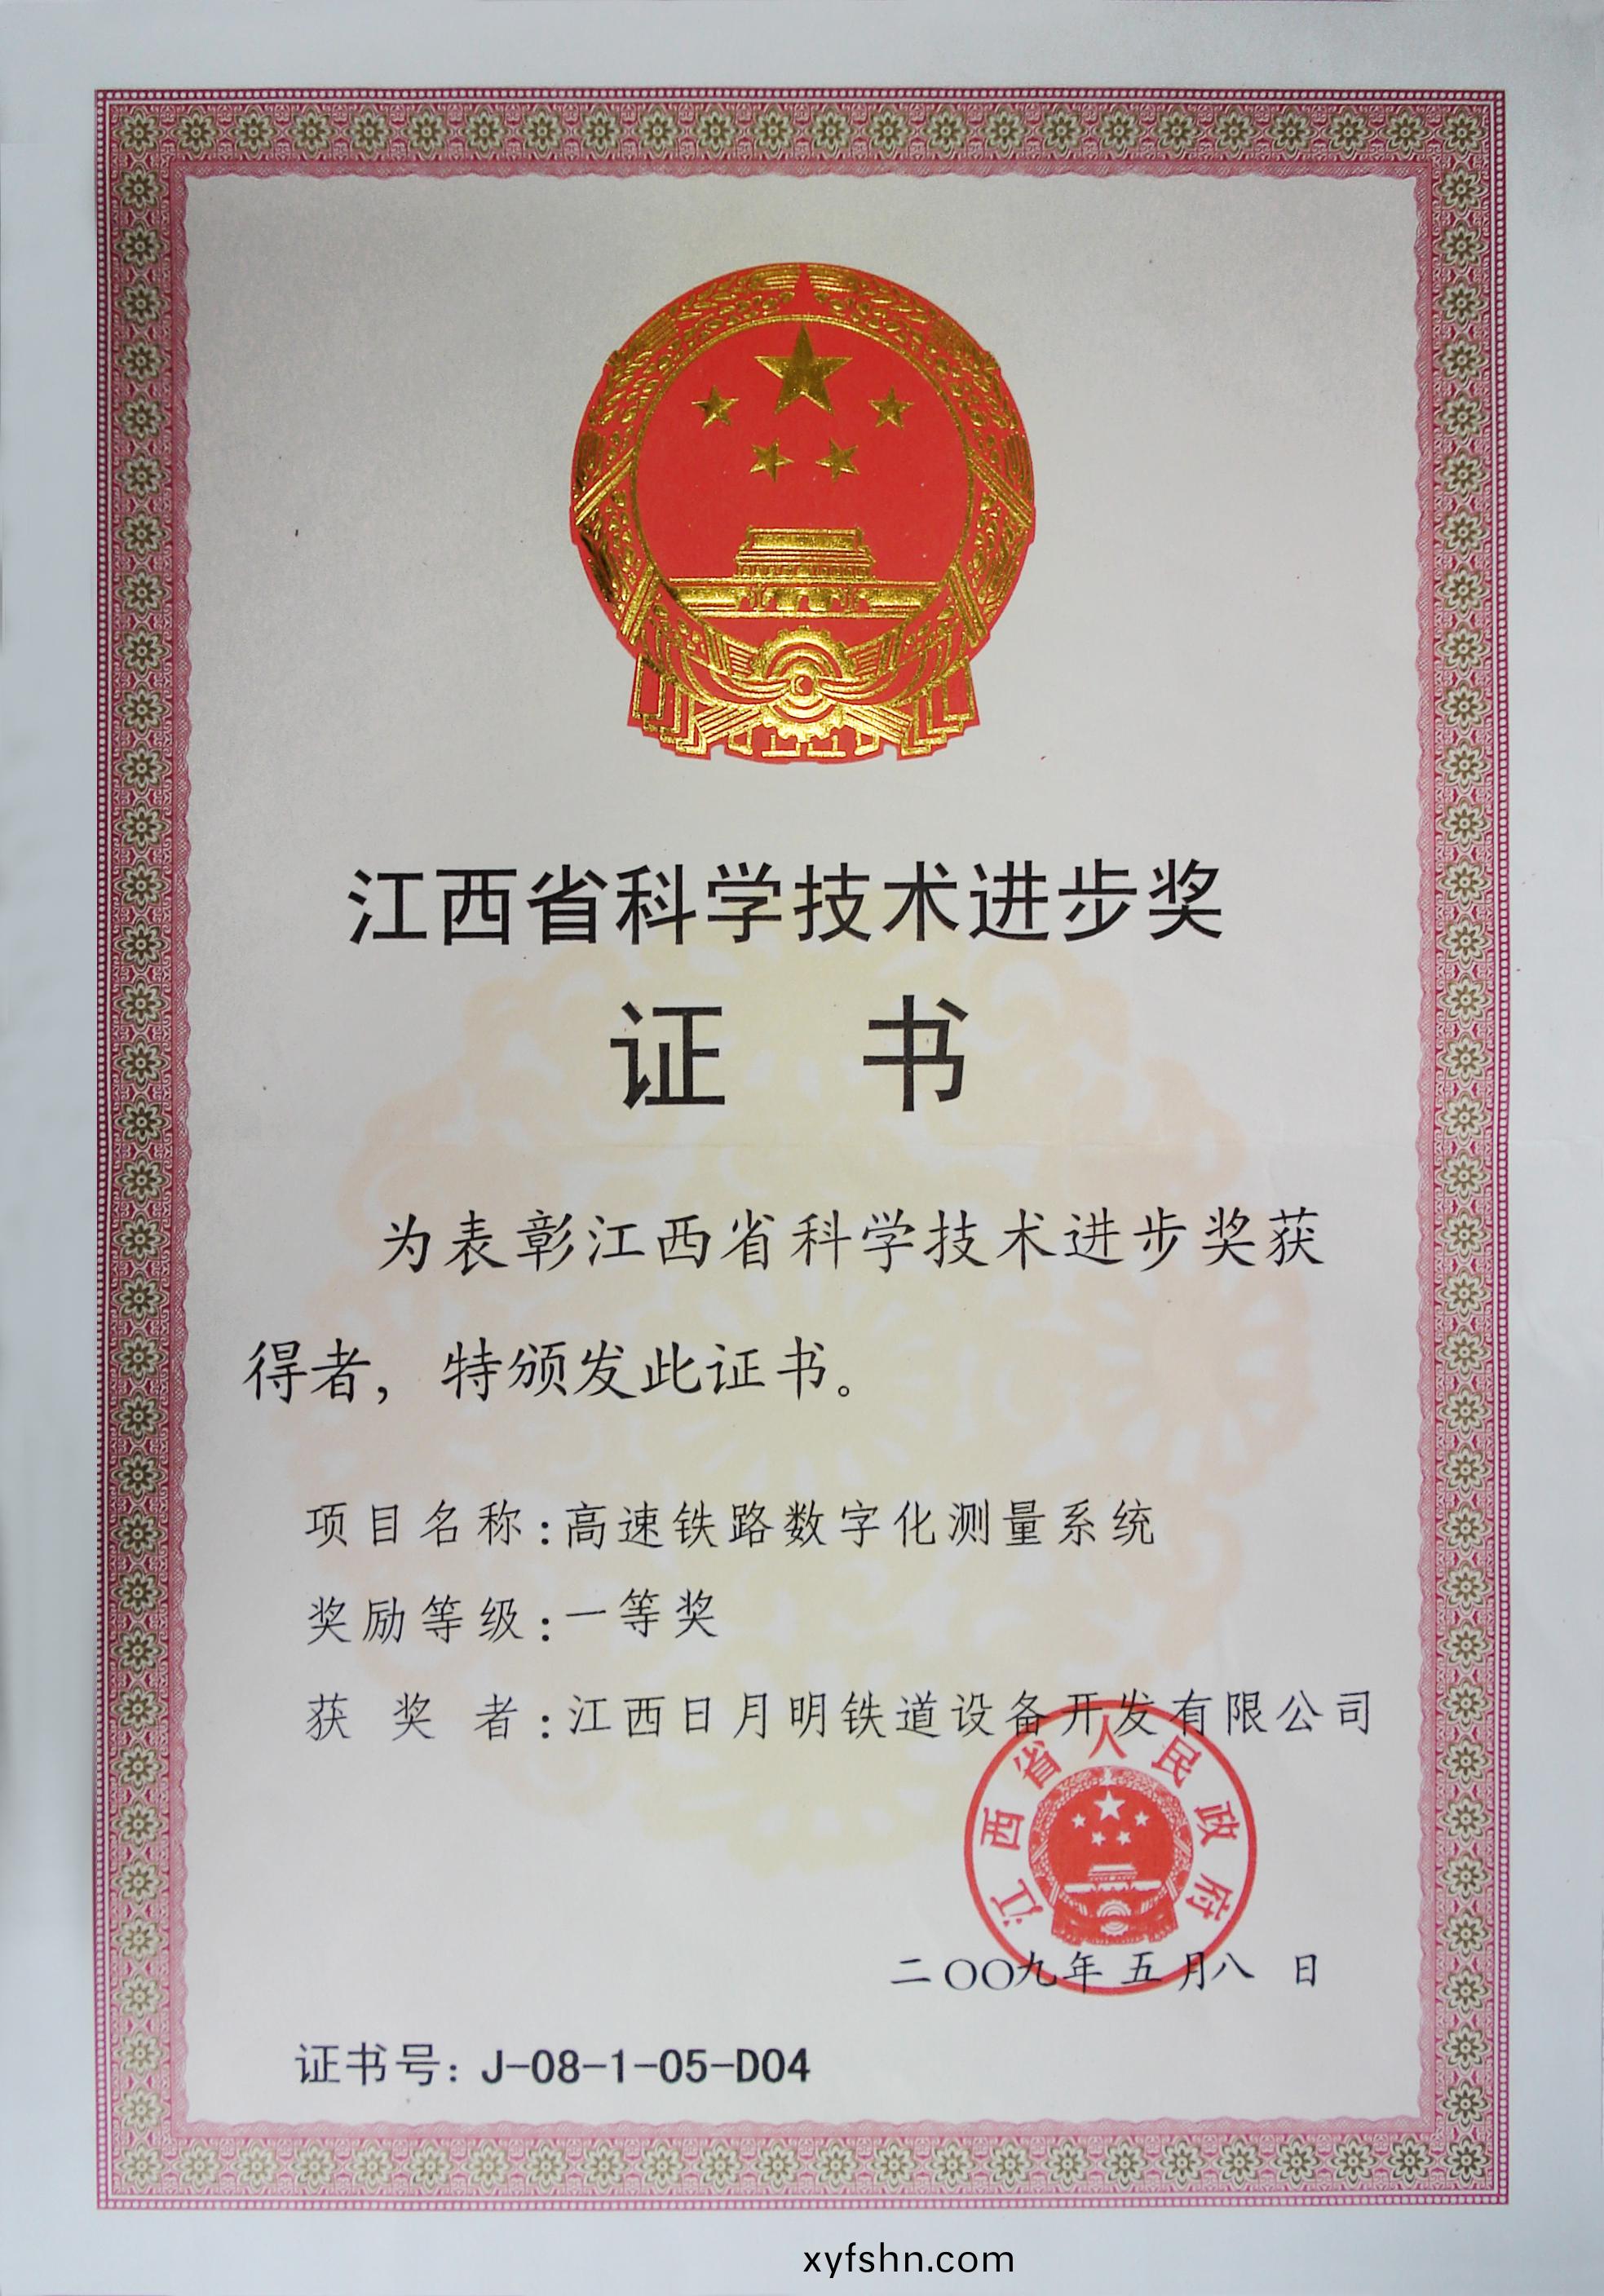 江西省科学技术进步奖
证 书
为表彰江西省科学技术进步奖获
得者，特颁发此证书。
项目名称：高速铁路数字化测量系统
奖励等级：一等奖
获 奖 者：江西日月明铁道设备开发有限公司
江西省人民政府
二〇〇九年 五 月八 日
证书号：J-08-1-05-D04
xyfshn.com